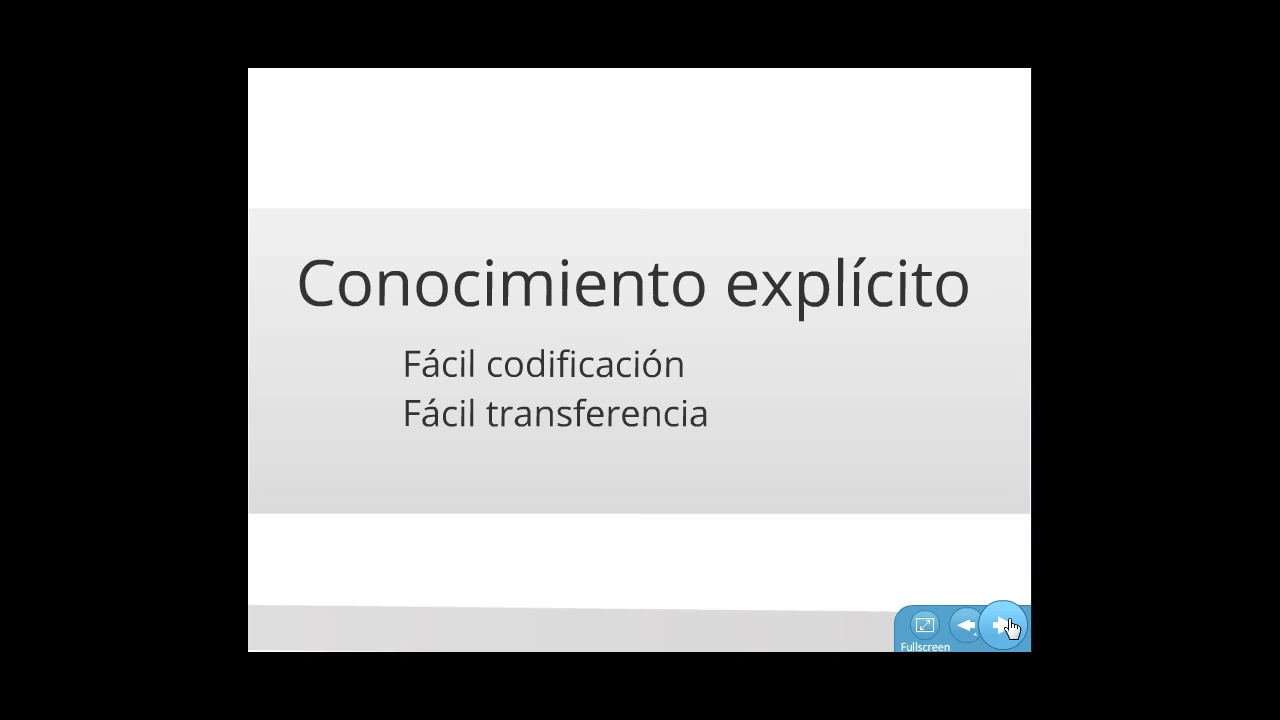 Conocimiento explícito
Fácil codificación
Fácil transferencia
Fullscreen